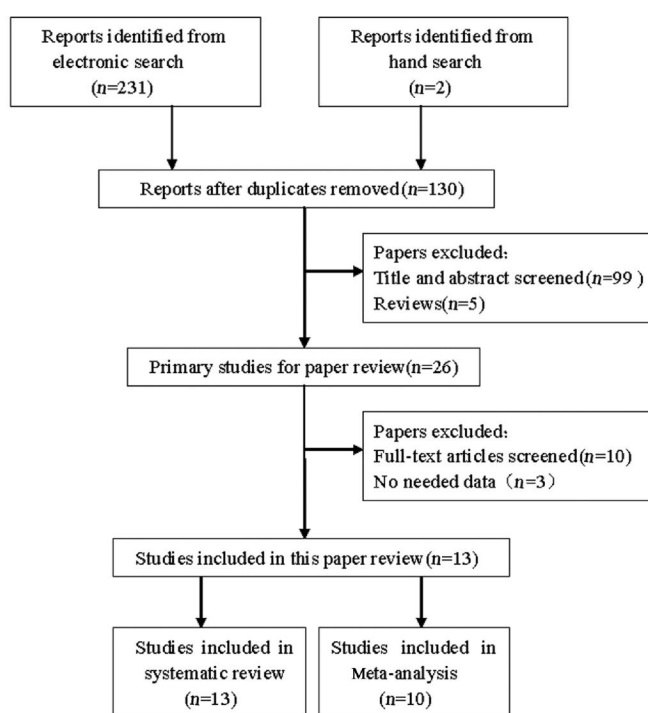 Reports identified from
electronic search
(n=231)
Reports identified from
hand search
(n=2)
Reports after duplicates removed(n=130)
Papers excluded:
Title and abstract screened(n=99 )
Reviews(n=5)
Primary studies for paper review(n=26)
Papers excluded:
Full-text articles screened(n=10)
No needed data（n=3）
Studies included in this paper review(n=13)
Studies included in
systematic review
(n=13)
Studies included in
Meta-analysis
(n=10)